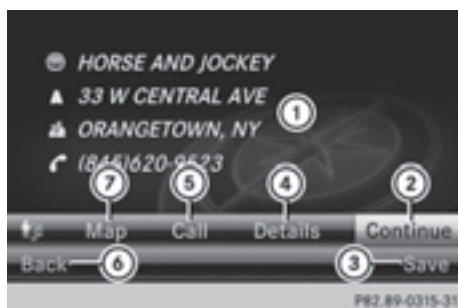 HORSE AND JOCKEY
33 W CENTRAL AVE
ORANGETOWN, NY
(845)620-9523
1
7 5 4 2
Map Call Details Continue
Back 6 3 Save
P82.89-0315-31